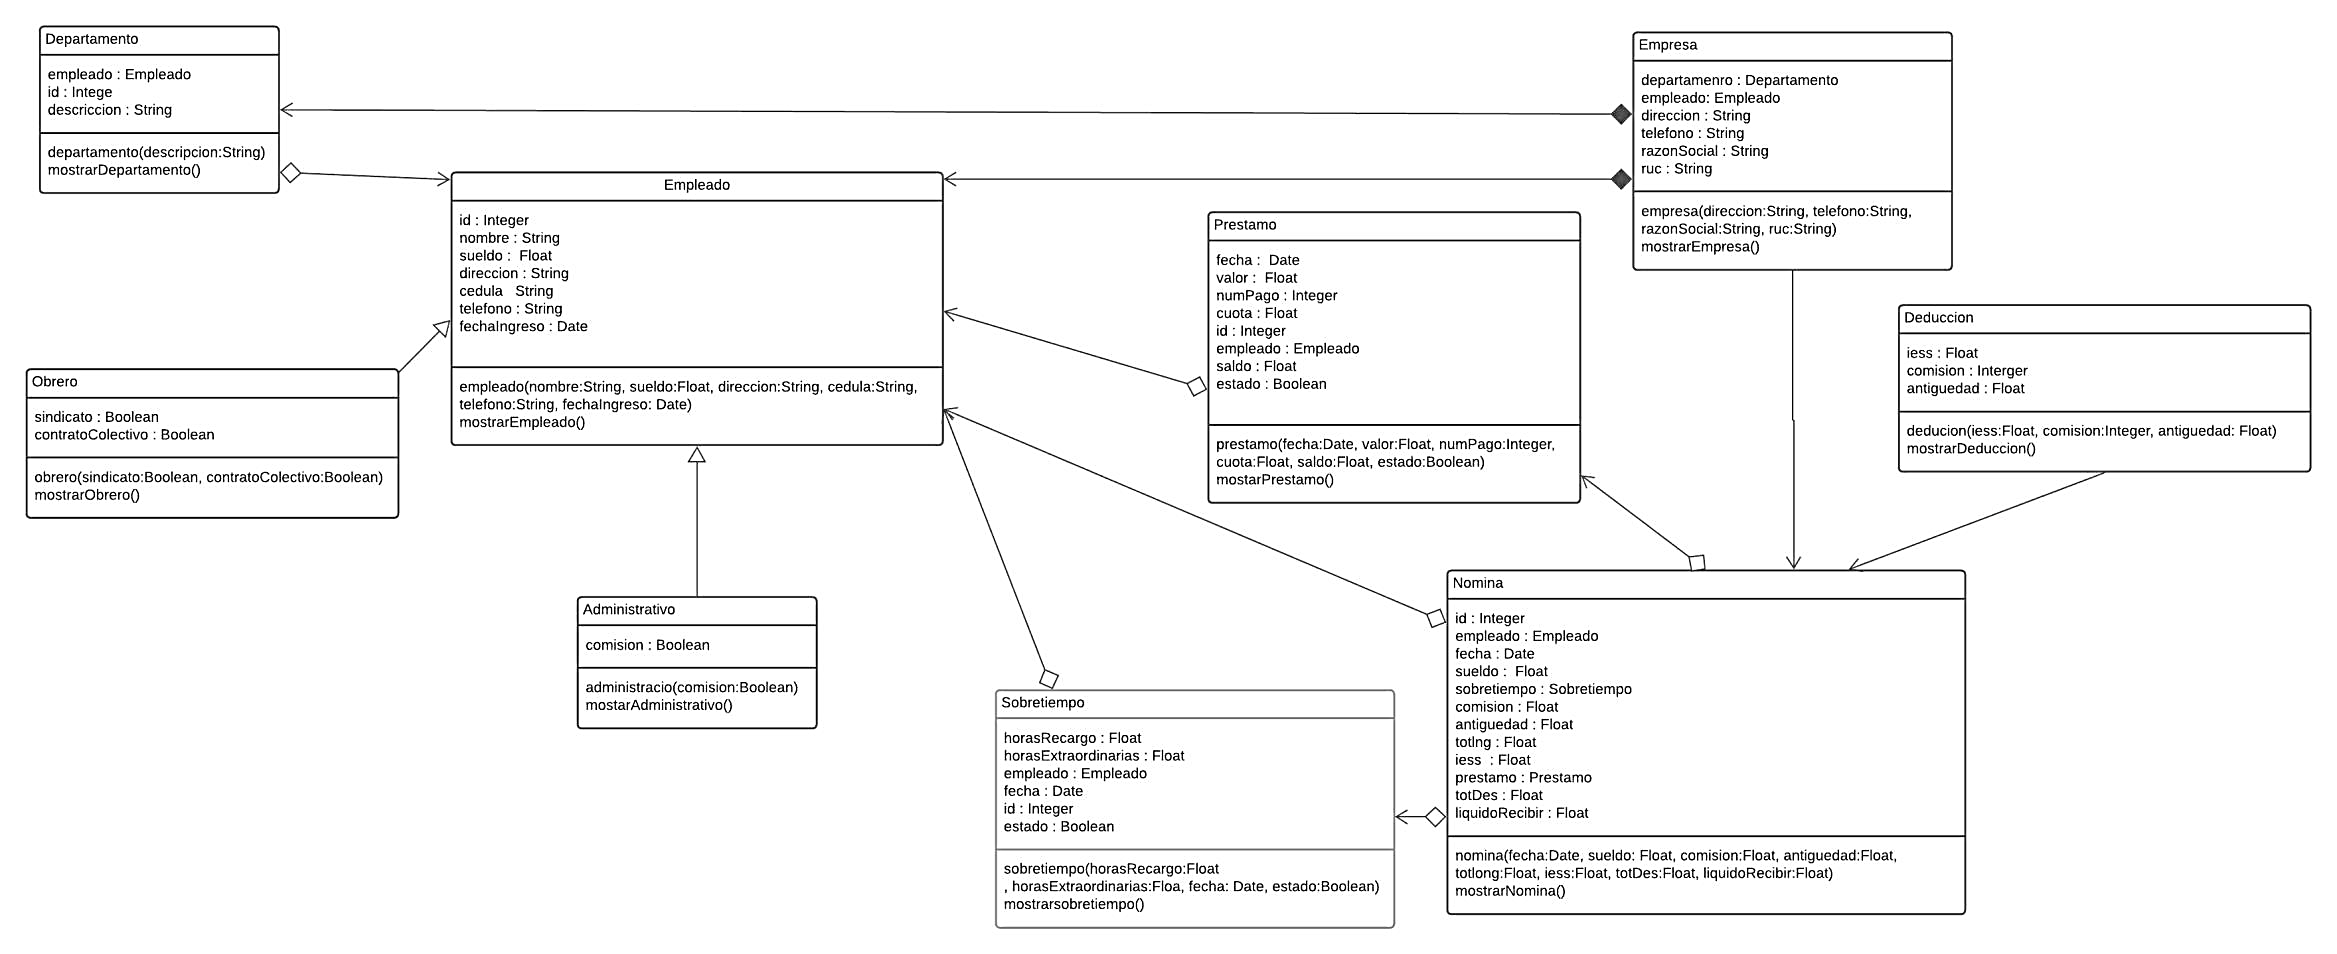 Departamento
empleado : Empleado
id : Intege
descriccion : String
departamento(descripcion:String)
mostrarDepartamento()
Empresa
departamenro : Departamento
empleado: Empleado
direccion : String
telefono : String
razonSocial : String
ruc : String
empresa(direccion:String, telefono:String,
razonSocial:String, ruc:String)
mostrarEmpresa()
Empleado
id : Integer
nombre : String
sueldo :  Float
direccion : String
cedula   String
telefono : String
fechaIngreso : Date
empleado(nombre:String, sueldo:Float, direccion:String, cedula:String,
telefono:String, fechaIngreso: Date)
mostrarEmpleado()
Prestamo
fecha :  Date
valor :  Float
numPago : Integer
cuota : Float
id : Integer
empleado : Empleado
saldo : Float
estado : Boolean
prestamo(fecha:Date, valor:Float, numPago:Integer,
cuota:Float, saldo:Float, estado:Boolean)
mostarPrestamo()
Deduccion
iess : Float
comision : Interger
antiguedad : Float
deducion(iess:Float, comision:Integer, antiguedad: Float)
mostrarDeduccion()
Obrero
sindicato : Boolean
contratoColectivo : Boolean
obrero(sindicato:Boolean, contratoColectivo:Boolean)
mostrarObrero()
Administrativo
comision : Boolean
administracio(comision:Boolean)
mostarAdministrativo()
Sobretiempo
horasRecargo : Float
horasExtraordinarias : Float
empleado : Empleado
fecha : Date
id : Integer
estado : Boolean
sobretiempo(horasRecargo:Float
, horasExtraordinarias:Floa, fecha: Date, estado:Boolean)
mostrarsobretiempo()
Nomina
id : Integer
empleado : Empleado
fecha : Date
sueldo :  Float
sobretiempo : Sobretiempo
comision : Float
antiguedad : Float
totIng : Float
iess  : Float
prestamo : Prestamo
totDes : Float
liquidoRecibir : Float
nomina(fecha:Date, sueldo: Float, comision:Float, antiguedad:Float,
totlong:Float, iess:Float, totDes:Float, liquidoRecibir:Float)
mostrarNomina()